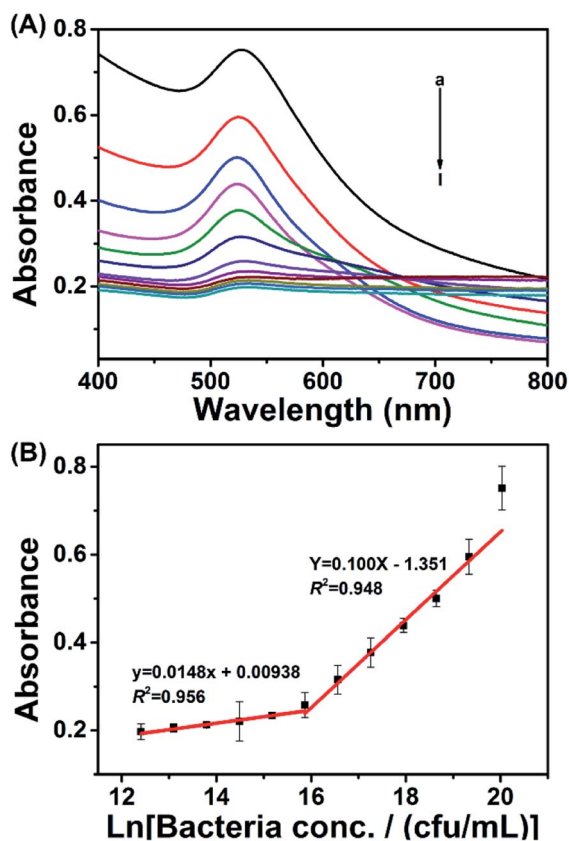 (A)
0.8
0.6
0.4
0.2
Absorbance
a
l
400 500 600 700 800
Wavelength (nm)
(B)
0.8
0.6
0.4
0.2
Absorbance
Y=0.100X - 1.351
R²=0.948
y=0.0148x + 0.00938
R²=0.956
12 14 16 18 20
Ln[Bacteria conc. / (cfu/mL)]